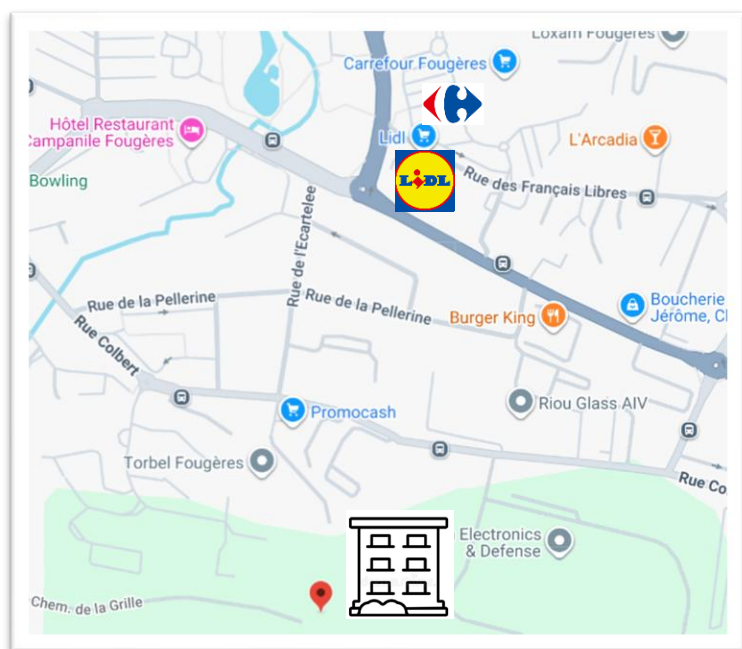 Loxam Fougères
Carrefour Fougères
Hôtel Restaurant
Campanile Fougères
Lidl
LIDL
L'Arcadia
Rue des Français Libres
Bowling
Rue de l'Ecartelee
Rue de la Pellerine
Rue de la Pellerine
Burger King
Boucherie
Jérôme, Cl
Rue Colbert
Promocash
Riou Glass AIV
Torbel Fougères
Rue Co
Electronics
& Defense
Chem. de la Grille